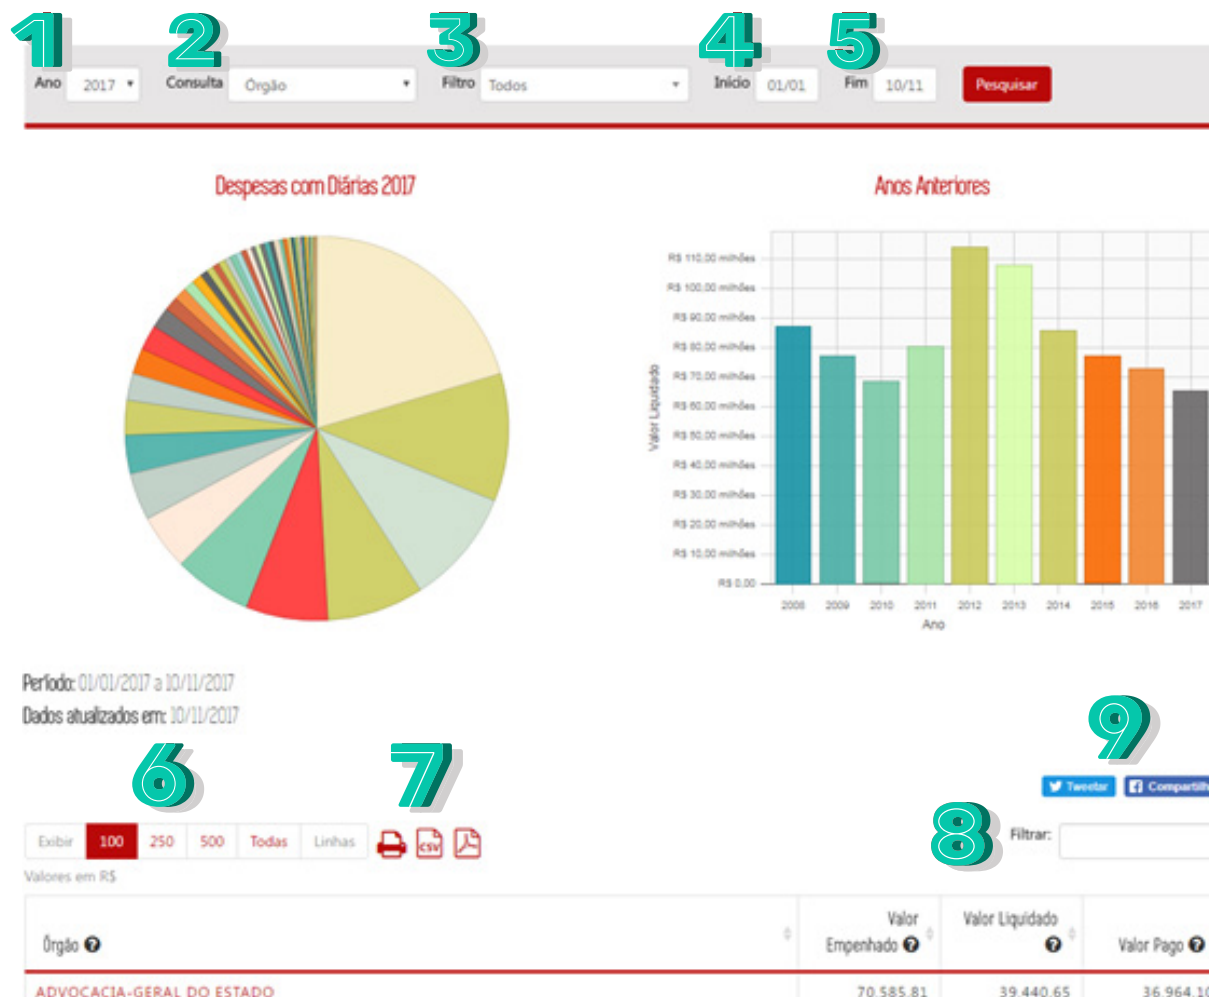 1 2 3 4 5
Ano 2017 Consulta Órgão Filtro Todos Início 01/01 Fim 10/11 Pesquisar
Despesas com Diárias 2017
Anos Anteriores
R$ 110,00 milhões
R$ 100,00 milhões
R$ 90,00 milhões
R$ 80,00 milhões
R$ 70,00 milhões
R$ 60,00 milhões
R$ 50,00 milhões
R$ 40,00 milhões
R$ 30,00 milhões
R$ 20,00 milhões
R$ 10,00 milhões
R$ 0,00
Valor Liquidado
2008 2009 2010 2011 2012 2013 2014 2015 2016 2017
Ano
Período: 01/01/2017 a 10/11/2017
Dados atualizados em: 10/11/2017
6 7 9
Tweetar Compartilh
8
Exibir 100 250 500 Todas Linhas CSV Filtrar:
Valores em R$
Órgão ? Valor Empenhado ? Valor Liquidado ? Valor Pago ?
ADVOCACIA-GERAL DO ESTADO 70.585,81 39.440,65 36.964,10